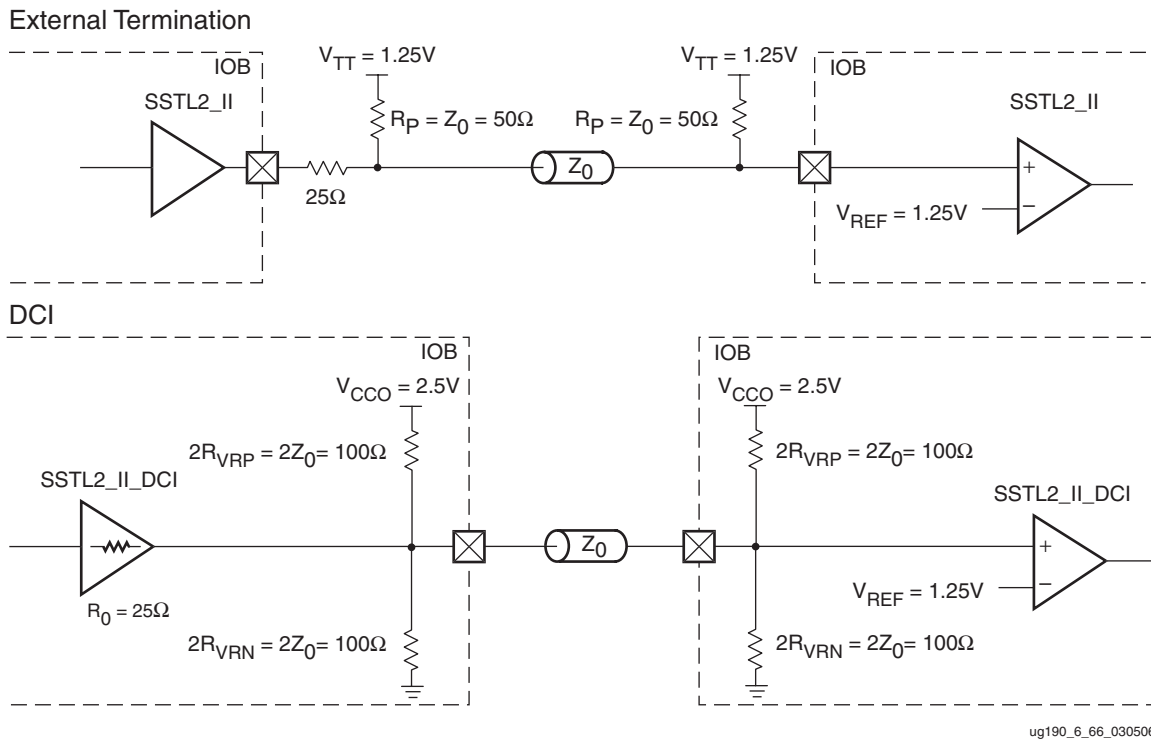 External Termination
IOB
V_TT = 1.25V
V_TT = 1.25V
IOB
SSTL2_II
SSTL2_II
R_P = Z_0 = 50Ω
R_P = Z_0 = 50Ω
25Ω
Z_0
+
–
V_REF = 1.25V
DCI
IOB
IOB
V_CCO = 2.5V
V_CCO = 2.5V
2R_VRP = 2Z_0= 100Ω
2R_VRP = 2Z_0= 100Ω
SSTL2_II_DCI
SSTL2_II_DCI
Z_0
+
–
R_0 = 25Ω
V_REF = 1.25V
2R_VRN = 2Z_0= 100Ω
2R_VRN = 2Z_0= 100Ω
ug190_6_66_030506